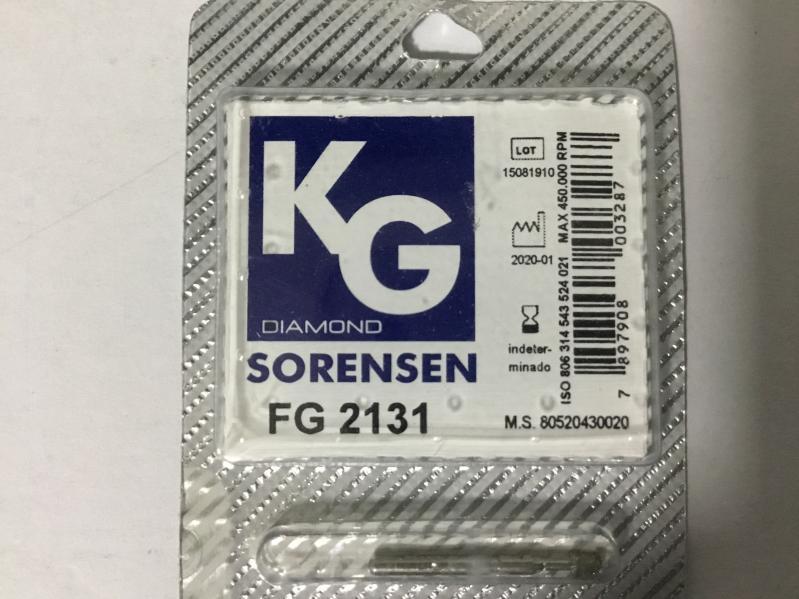 KG
DIAMOND
SORENSEN
FG 2131
LOT
15081910
2020-01
indeter-
minado
M.S. 80520430020
ISO 806 314 543 524 021 MAX 450.000 RPM
7 897908 003287